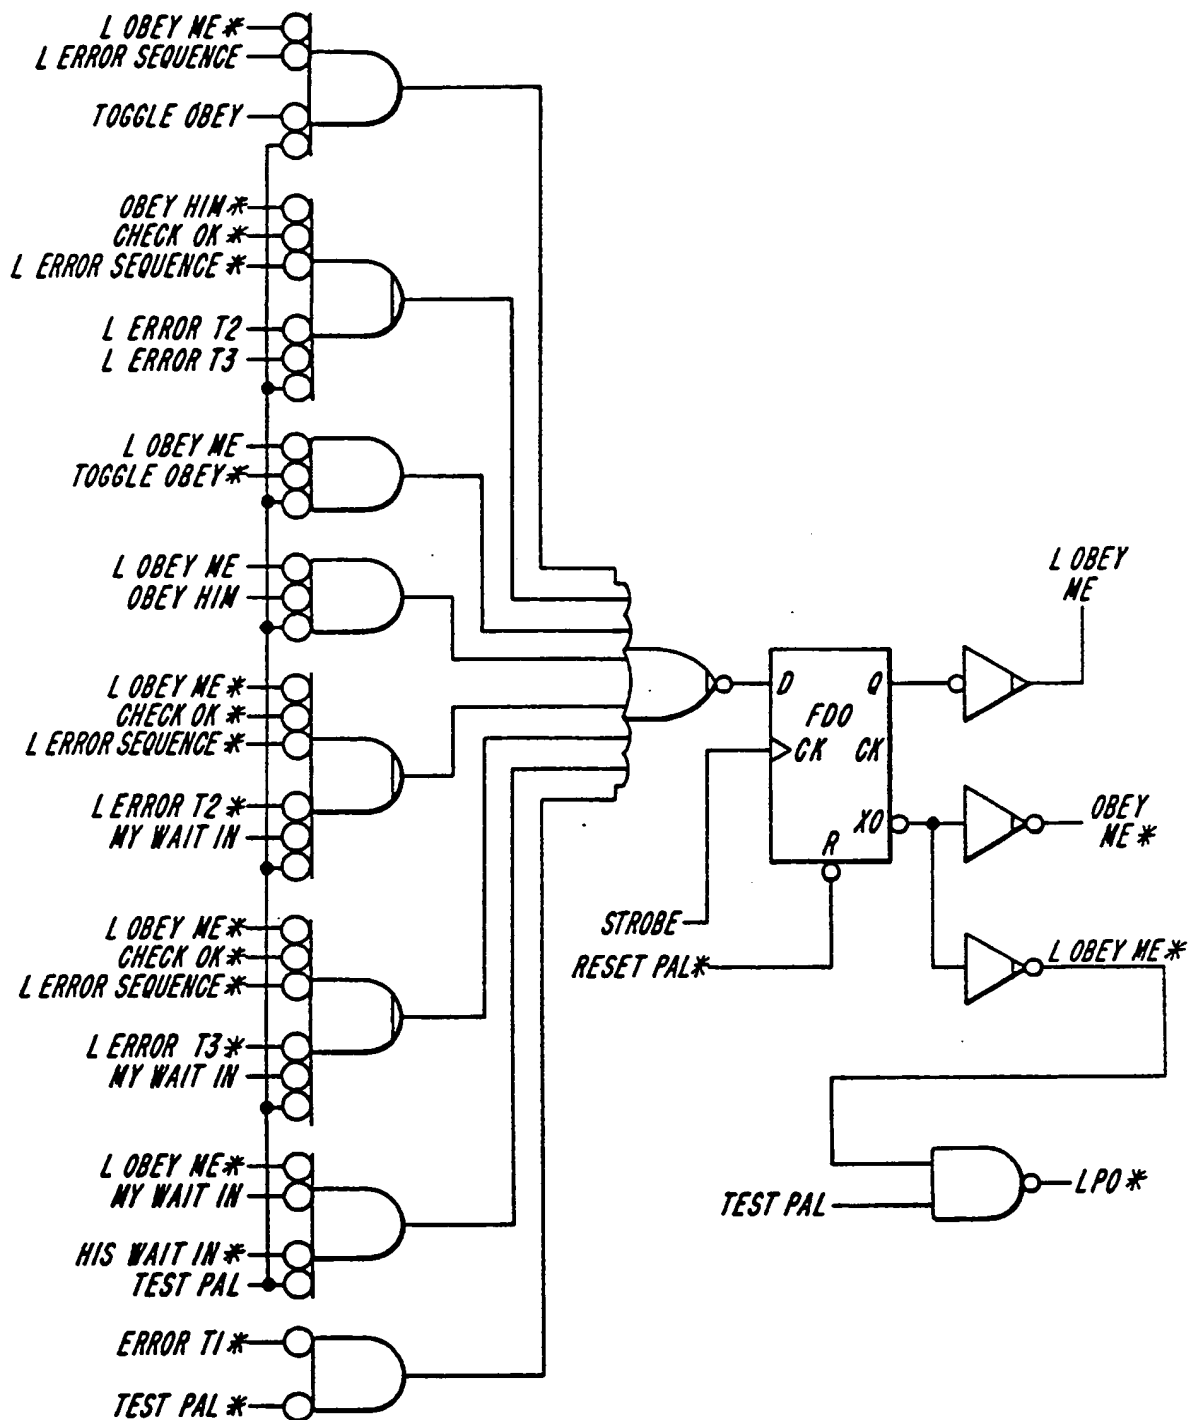 L OBEY ME*
L ERROR SEQUENCE
TOGGLE OBEY
OBEY HIM*
CHECK OK*
L ERROR SEQUENCE*
L ERROR T2
L ERROR T3
L OBEY ME
TOGGLE OBEY*
L OBEY ME
OBEY HIM
L OBEY ME*
CHECK OK*
L ERROR SEQUENCE*
L ERROR T2*
MY WAIT IN
L OBEY ME*
CHECK OK*
L ERROR SEQUENCE*
L ERROR T3*
MY WAIT IN
L OBEY ME*
MY WAIT IN
HIS WAIT IN*
TEST PAL
ERROR T1*
TEST PAL*
D
Q
FDO
CK
CK
XO
R
STROBE
RESET PAL*
L OBEY
ME
OBEY
ME*
L OBEY ME*
TEST PAL
LPO*